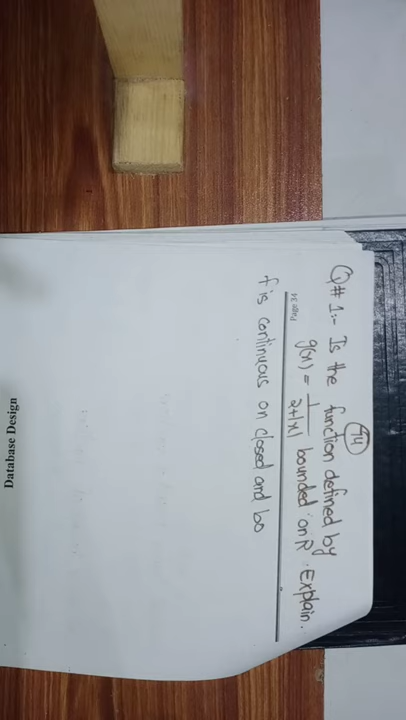 74
Q# 1:- Is the function defined by
g(x) = 1/2+|x| bounded on R. Explain.
Page 34
f is continuous on closed and bo
Database Design